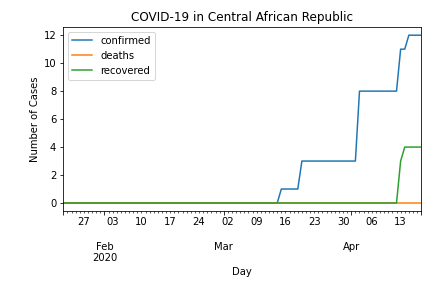 COVID-19 in Central African Republic
confirmed
deaths
recovered
Number of Cases
12
10
8
6
4
2
0
27 03 10 17 24 02 09 16 23 30 06 13
Feb Mar Apr
2020
Day